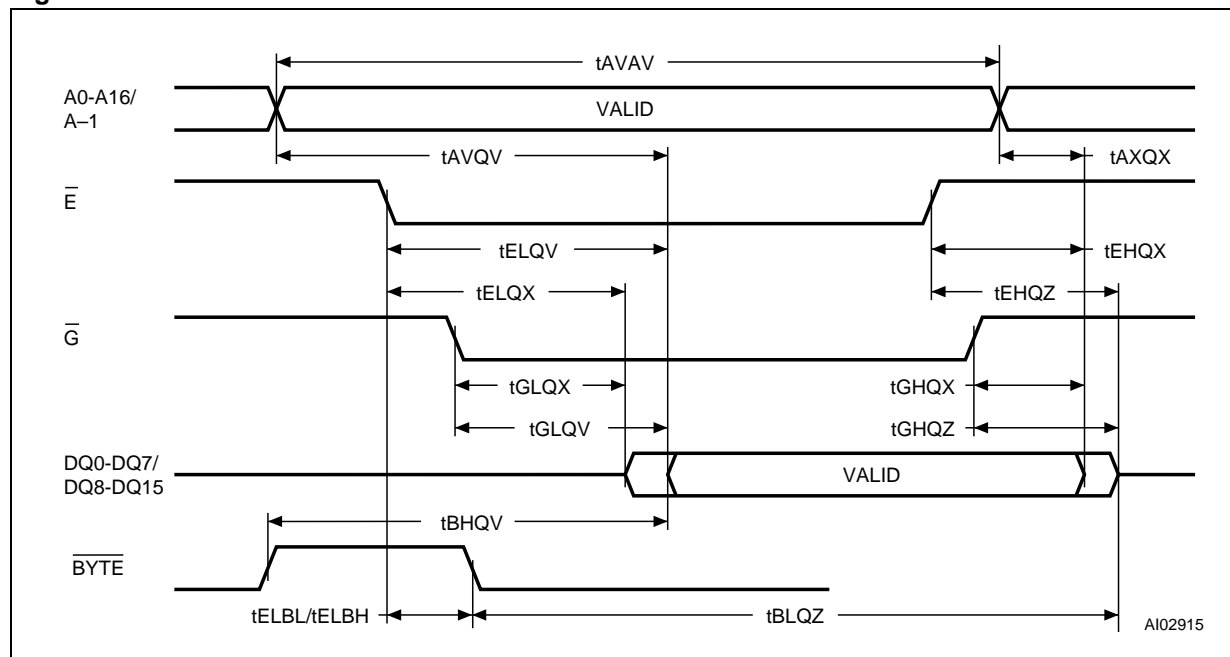 tAVAV
A0-A16/
A–1
VALID
tAVQV
tAXQX
E
tELQV
tEHQX
tELQX
tEHQZ
G
tGLQX
tGHQX
tGLQV
tGHQZ
DQ0-DQ7/
DQ8-DQ15
VALID
tBHQV
BYTE
tELBL/tELBH
tBLQZ
AI02915